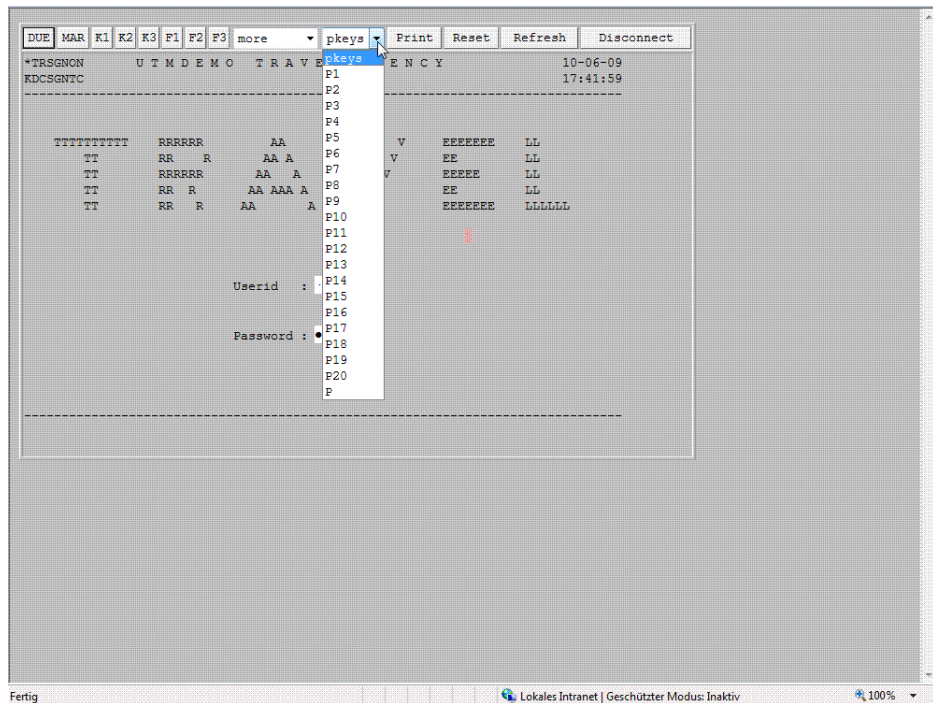 DUE MAR K1 K2 K3 F1 F2 F3 more pkeys Print Reset Refresh Disconnect
*TRSGNON U T M D E M O T R A V E E N C Y 10-06-09
KDCSGNTC 17:41:59
pkeys
P1
P2
P3
P4
P5
P6
P7
P8
P9
P10
P11
P12
P13
P14
P15
P16
P17
P18
P19
P20
P
TTTTTTTTTT RRRRRR AA V EEEEEEE LL
TT RR R AA A V EE LL
TT RRRRRR AA A V EEEEE LL
TT RR R AA AAA A EE LL
TT RR R AA A EEEEEEE LLLLLL
Userid :
Password : ●
Fertig Lokales Intranet | Geschützter Modus: Inaktiv 100%